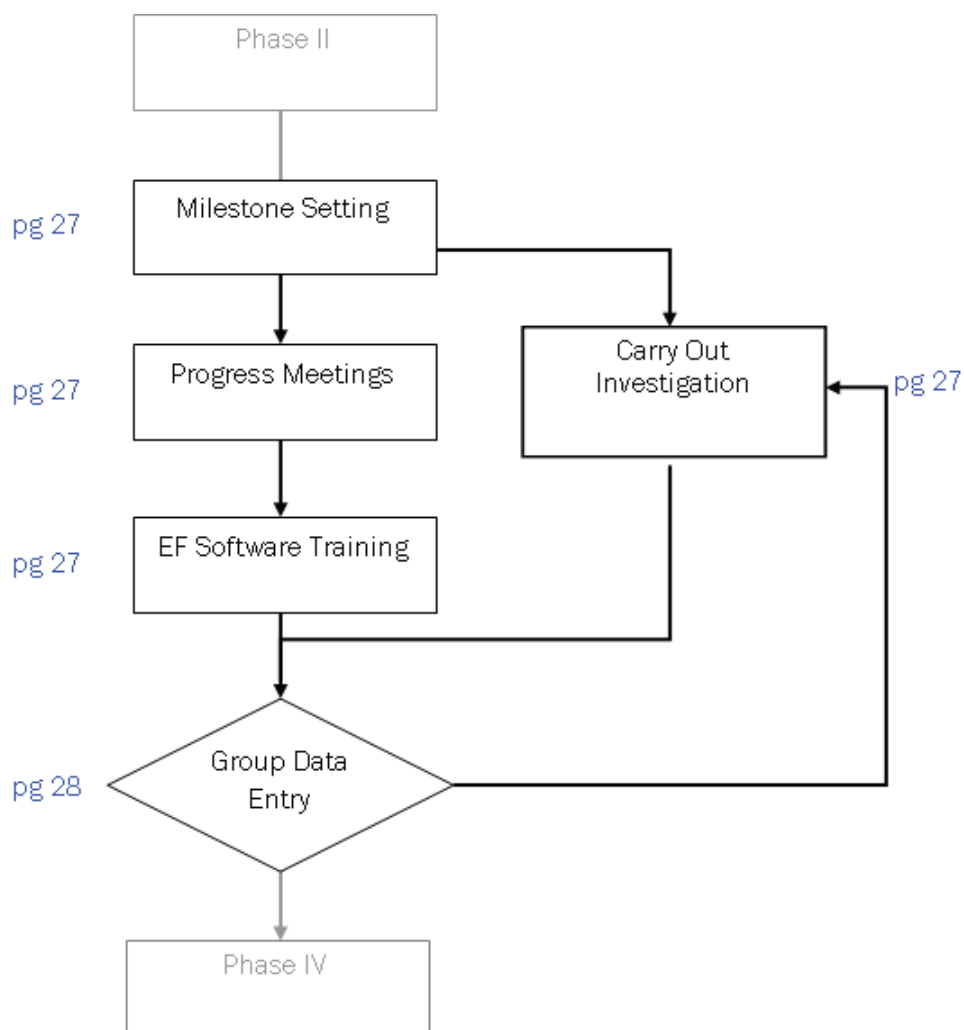 Phase II
Milestone Setting
pg 27
Progress Meetings
pg 27
Carry Out
Investigation
pg 27
EF Software Training
pg 27
Group Data
Entry
pg 28
Phase IV